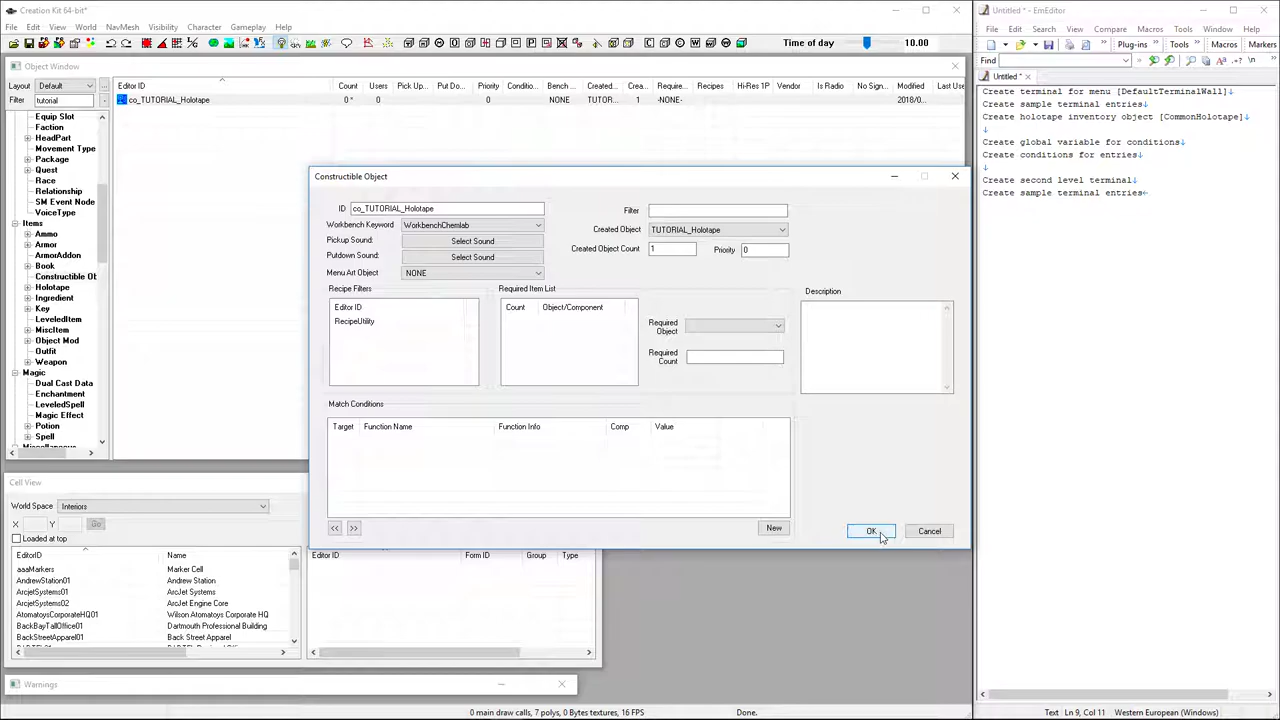 Creation Kit 64-bit*
File Edit View World NavMesh Visibility Character Gameplay Help
Time of day 10.00
Object Window
Layout Default
Filter tutorial
Equip Slot
Faction
HeadPart
Movement Type
Package
Quest
Race
Relationship
SM Event Node
VoiceType
Items
Ammo
Armor
ArmorAddon
Book
Constructible Ob
Holotape
Ingredient
Key
LeveledItem
MiscItem
Object Mod
Outfit
Weapon
Magic
Dual Cast Data
Enchantment
LeveledSpell
Magic Effect
Potion
Spell
Editor ID Count Users Pick Up... Put Do... Priority Conditio... Bench ... Created... Crea... Require... Recipes Hi-Res 1P Vendor Is Radio No Sign... Modified Last Use
co_TUTORIAL_Holotape 0 * 0 0 NONE TUTOR... 1 -NONE- 2018/0...
Constructible Object
ID co_TUTORIAL_Holotape
Workbench Keyword WorkbenchChemlab
Pickup Sound: Select Sound
Putdown Sound: Select Sound
Menu Art Object NONE
Filter
Created Object TUTORIAL_Holotape
Created Object Count 1 Priority 0
Recipe Filters
Editor ID
RecipeUtility
Required Item List
Count Object/Component
Required Object
Required Count
Description
Match Conditions
Target Function Name Function Info Comp Value
<< >> New
OK Cancel
Cell View
World Space Interiors
X Y Go
Loaded at top
EditorID Name
aaaMarkers Marker Cell
AndrewStation01 Andrew Station
ArcjetSystems01 ArcJet Systems
ArcjetSystems02 ArcJet Engine Core
AtomatoysCorporateHQ01 Wilson Atomatoys Corporate HQ
BackBayTallOffice01 Dartmouth Professional Building
BackStreetApparel01 Back Street Apparel
Editor ID Form ID Group Type
Warnings
0 main draw calls, 7 polys, 0 Bytes textures, 16 FPS Done.
Untitled * - EmEditor
File Edit Search View Compare Macros Tools Window Help
Plug-ins Tools Macros
Find
Untitled *
Create terminal for menu [DefaultTerminalWall]↓
Create sample terminal entries↓
Create holotape inventory object [CommonHolotape]↓
↓
Create global variable for conditions↓
Create conditions for entries↓
↓
Create second level terminal↓
Create sample terminal entries←
Text Ln 9, Col 11 Western European (Windows)